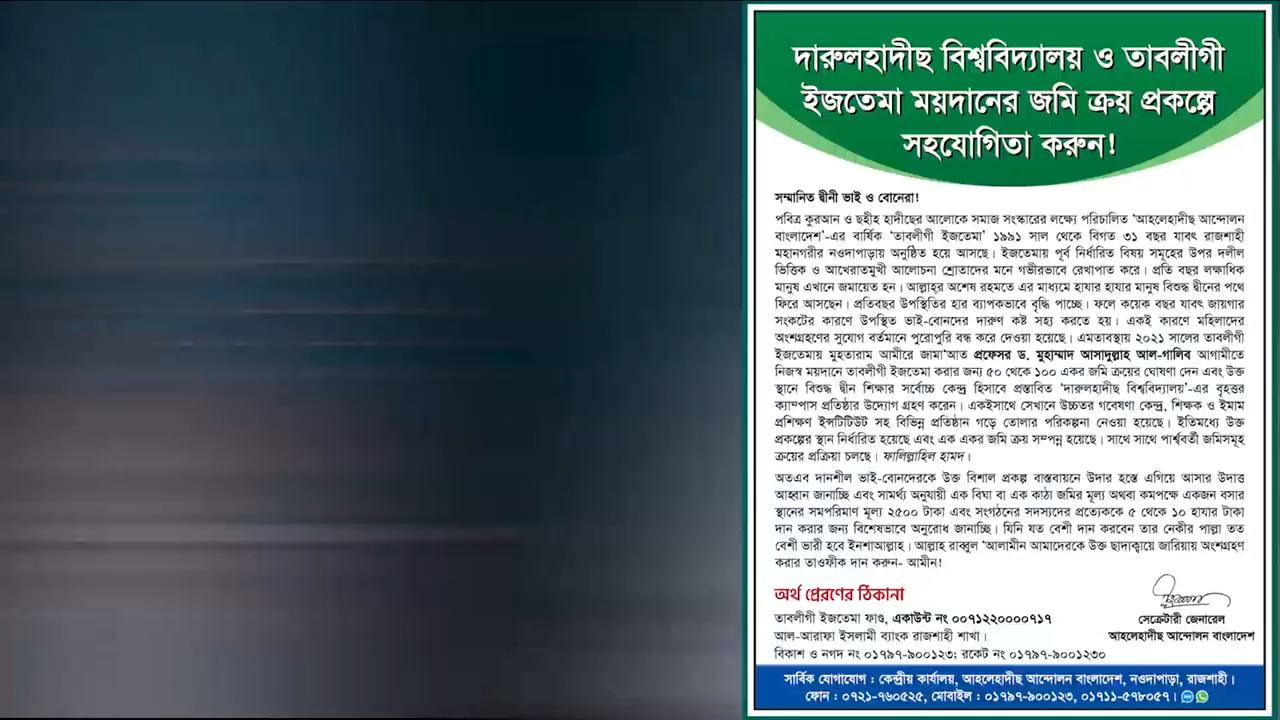 দারুলহাদীছ বিশ্ববিদ্যালয় ও তাবলীগী
ইজতেমা ময়দানের জমি ক্রয় প্রকল্পে
সহযোগিতা করুন!
সম্মানিত দ্বীনী ভাই ও বোনেরা!
পবিত্র কুরআন ও ছহীহ হাদীছের আলোকে সমাজ সংস্কারের লক্ষ্যে পরিচালিত 'আহলেহাদীছ আন্দোলন
বাংলাদেশ'-এর বার্ষিক 'তাবলীগী ইজতেমা' ১৯৯১ সাল থেকে বিগত ৩১ বছর যাবৎ রাজশাহী
মহানগরীর নওদাপাড়ায় অনুষ্ঠিত হয়ে আসছে। ইজতেমায় পূর্ব নির্ধারিত বিষয় সমূহের উপর দলীল
ভিত্তিক ও আখেরাতমুখী আলোচনা শ্রোতাদের মনে গভীরভাবে রেখাপাত করে। প্রতি বছর লক্ষাধিক
মানুষ এখানে জমায়েত হন। আল্লাহ্‌র অশেষ রহমতে এর মাধ্যমে হাযার হাযার মানুষ বিশুদ্ধ দ্বীনের পথে
ফিরে আসছেন। প্রতিবছর উপস্থিতির হার ব্যাপকভাবে বৃদ্ধি পাচ্ছে। ফলে কয়েক বছর যাবৎ জায়গার
সংকটের কারণে উপস্থিত ভাই-বোনদের দারুণ কষ্ট সহ্য করতে হয়। একই কারণে মহিলাদের
অংশগ্রহণের সুযোগ বর্তমানে পুরোপুরি বন্ধ করে দেওয়া হয়েছে। এমতাবস্থায় ২০২১ সালের তাবলীগী
ইজতেমায় মুহতারাম আমীরে জামা'আত প্রফেসর ড. মুহাম্মাদ আসাদুল্লাহ আল-গালিব আগামীতে
নিজস্ব ময়দানে তাবলীগী ইজতেমা করার জন্য ৫০ থেকে ১০০ একর জমি ক্রয়ের ঘোষণা দেন এবং উক্ত
স্থানে বিশুদ্ধ দ্বীন শিক্ষার সর্বোচ্চ কেন্দ্র হিসাবে প্রস্তাবিত 'দারুলহাদীছ বিশ্ববিদ্যালয়'-এর বৃহত্তর
ক্যাম্পাস প্রতিষ্ঠার উদ্যোগ গ্রহণ করেন। একইসাথে সেখানে উচ্চতর গবেষণা কেন্দ্র, শিক্ষক ও ইমাম
প্রশিক্ষণ ইন্সটিটিউট সহ বিভিন্ন প্রতিষ্ঠান গড়ে তোলার পরিকল্পনা নেওয়া হয়েছে। ইতিমধ্যে উক্ত
প্রকল্পের স্থান নির্ধারিত হয়েছে এবং এক একর জমি ক্রয় সম্পন্ন হয়েছে। সাথে সাথে পার্শ্ববর্তী জমিসমূহ
ক্রয়ের প্রক্রিয়া চলছে। ফালিল্লাহিল হামদ।
অতএব দানশীল ভাই-বোনদেরকে উক্ত বিশাল প্রকল্প বাস্তবায়নে উদার হস্তে এগিয়ে আসার উদাত্ত
আহ্বান জানাচ্ছি এবং সামর্থ্য অনুযায়ী এক বিঘা বা এক কাঠা জমির মূল্য অথবা কমপক্ষে একজন বসার
স্থানের সমপরিমাণ মূল্য ২৫০০ টাকা এবং সংগঠনের সদস্যদের প্রত্যেককে ৫ থেকে ১০ হাযার টাকা
দান করার জন্য বিশেষভাবে অনুরোধ জানাচ্ছি। যিনি যত বেশী দান করবেন তার নেকীর পাল্লা তত
বেশী ভারী হবে ইনশাআল্লাহ। আল্লাহ রাব্বুল 'আলামীন আমাদেরকে উক্ত ছাদাক্বায়ে জারিয়ায় অংশগ্রহণ
করার তাওফীক দান করুন- আমীন!
অর্থ প্রেরণের ঠিকানা
তাবলীগী ইজতেমা ফাণ্ড, একাউন্ট নং ০০৭১২২০০০০৭১৭
আল-আরাফা ইসলামী ব্যাংক রাজশাহী শাখা।
বিকাশ ও নগদ নং ০১৭৯৭-৯০০১২৩; রকেট নং ০১৭৯৭-৯০০১২৩০
সেক্রেটারী জেনারেল
আহলেহাদীছ আন্দোলন বাংলাদেশ
সার্বিক যোগাযোগ : কেন্দ্রীয় কার্যালয়, আহলেহাদীছ আন্দোলন বাংলাদেশ, নওদাপাড়া, রাজশাহী।
ফোন : ০৭২১-৭৬০৫২৫, মোবাইল : ০১৭৯৭-৯০০১২৩, ০১৭১১-৫৭৮০৫৭।